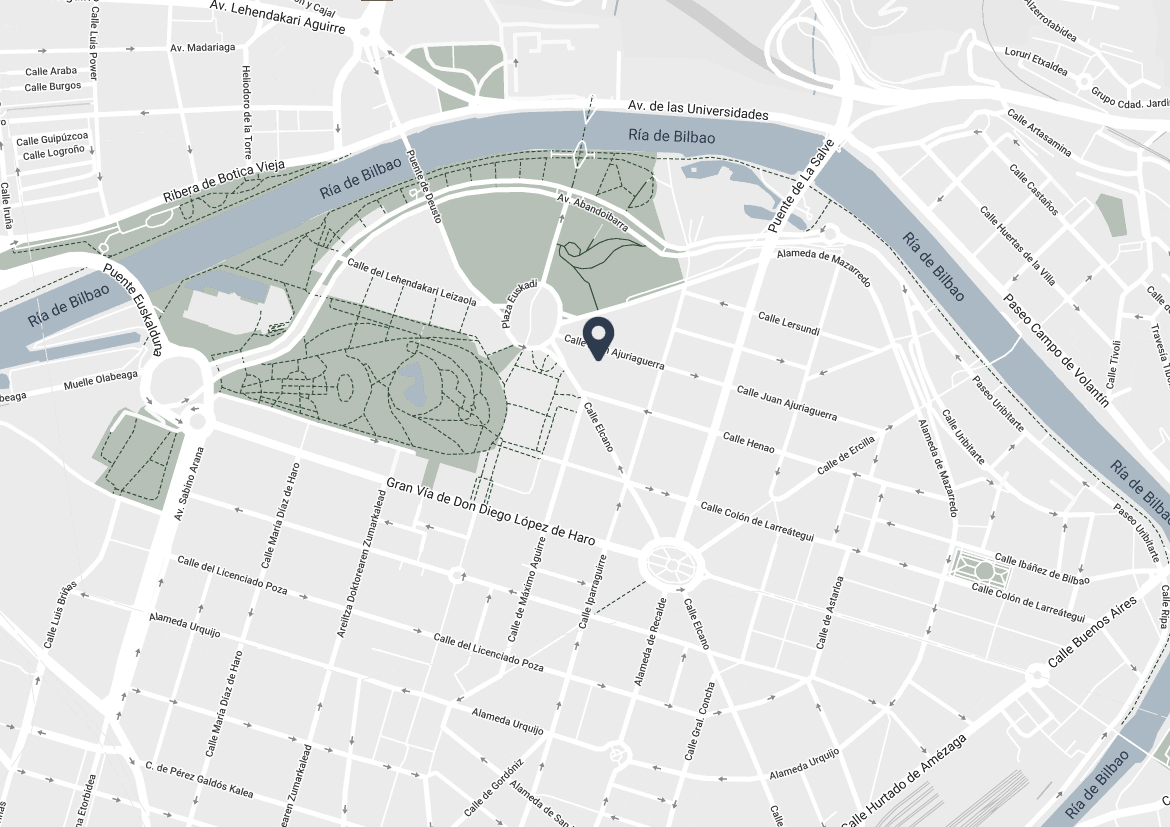 n y Cajal
Av. Lehendakari Aguirre
Calle Luis Power
Av. Madariaga
Calle Araba
Calle Burgos
Heliodoro de la Torre
Calle Guipúzcoa
Calle Logroño
Calle Iruña
Ribera de Botica Vieja
Ría de Bilbao
Puente de Deusto
Av. de las Universidades
Ría de Bilbao
Puente de La Salve
Alzerrotabidea
Loruri Etxaldea
Grupo Cdad. Jardí
Calle Artasamina
Calle Castaños
Calle Huertas de la Villa
Av. Abandoibarra
Alameda de Mazarredo
Ría de Bilbao
Paseo Campo de Volantín
Calle Tívoli
Travesía Ti
Calle de
Puente Euskalduna
Ría de Bilbao
Calle del Lehendakari Leizaola
Plaza Euskadi
Calle Lersundi
Calle Juan Ajuriaguerra
Muelle Olabeaga
abeaga
Calle Juan Ajuriaguerra
Paseo Uribitarte
Calle Uribitarte
Alameda de Mazarredo
Calle Elcano
Calle Henao
Calle de Ercilla
Ría de Bilbao
Paseo Uribitarte
Av. Sabino Arana
Calle María Díaz de Haro
Areiltza Doktorearen Zumarkalead
Gran Vía de Don Diego López de Haro
Calle Colón de Larreátegui
Calle Ibáñez de Bilbao
Calle Colón de Larreátegui
Calle Ripa
Calle Luis Briñas
Calle del Licenciado Poza
Calle de Máximo Aguirre
Calle Iparraguirre
Alameda de Recalde
Calle Elcano
Calle de Astarloa
Calle Buenos Aires
Alameda Urquijo
Calle del Licenciado Poza
Calle María Díaz de Haro
Calle Gral. Concha
Alameda Urquijo
Alameda Urquijo
Calle Hurtado de Amézaga
Ría de Bilbao
C. de Pérez Galdós Kalea
earen Zumarkalead
Calle de Gordóniz
Alameda de San
Calle
a Etorbidea
ñas